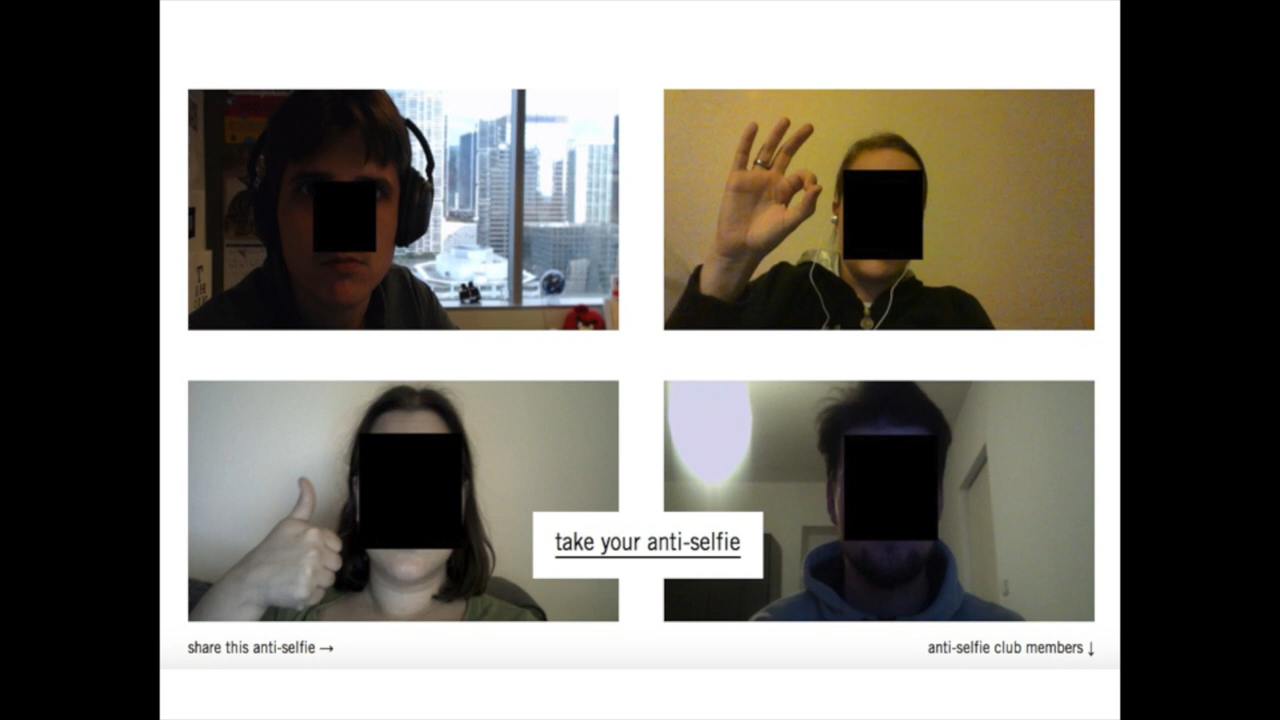 take your anti-selfie
share this anti-selfie →
anti-selfie club members ↓